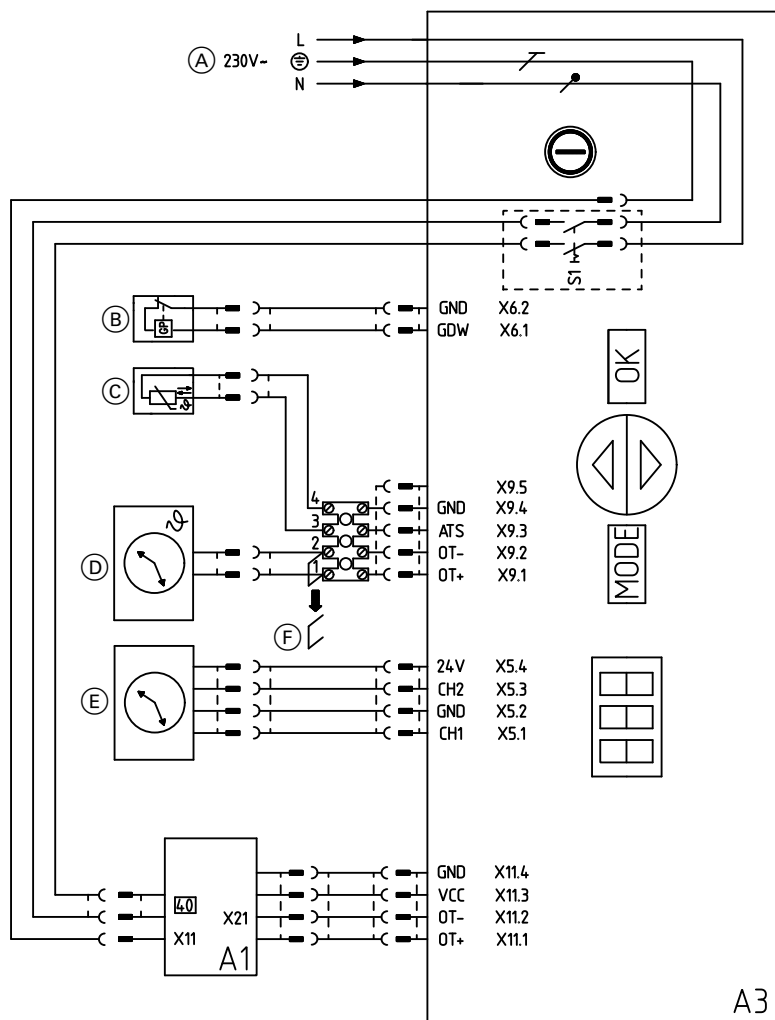 L
A 230V~
N
S1
B
GP
GND X6.2
GDW X6.1
OK
C
ϑ
X9.5
4 GND X9.4
3 ATS X9.3
2 OT- X9.2
1 OT+ X9.1
ϑ
D
MODE
F
24V X5.4
CH2 X5.3
E
GND X5.2
CH1 X5.1
GND X11.4
40 VCC X11.3
X21 OT- X11.2
X11 OT+ X11.1
A1
A3